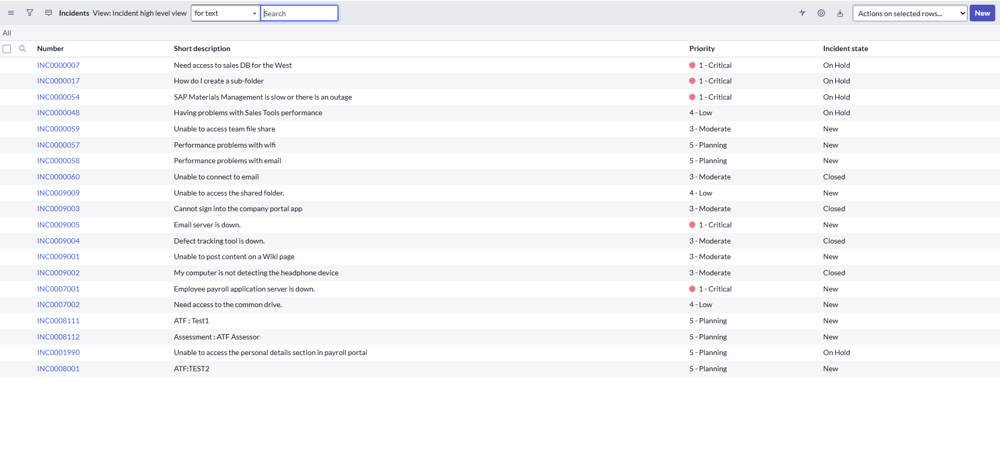 Incidents View: Incident high level view for text Search Actions on selected rows... New
All
Number Short description Priority Incident state
INC0000007 Need access to sales DB for the West 1 - Critical On Hold
INC0000017 How do I create a sub-folder 1 - Critical On Hold
INC0000054 SAP Materials Management is slow or there is an outage 1 - Critical On Hold
INC0000048 Having problems with Sales Tools performance 4 - Low On Hold
INC0000059 Unable to access team file share 3 - Moderate New
INC0000057 Performance problems with wifi 5 - Planning New
INC0000058 Performance problems with email 5 - Planning New
INC0000060 Unable to connect to email 3 - Moderate Closed
INC0009009 Unable to access the shared folder. 4 - Low New
INC0009003 Cannot sign into the company portal app 3 - Moderate Closed
INC0009005 Email server is down. 1 - Critical New
INC0009004 Defect tracking tool is down. 3 - Moderate Closed
INC0009001 Unable to post content on a Wiki page 3 - Moderate New
INC0009002 My computer is not detecting the headphone device 3 - Moderate Closed
INC0007001 Employee payroll application server is down. 1 - Critical New
INC0007002 Need access to the common drive. 4 - Low New
INC0008111 ATF : Test1 5 - Planning New
INC0008112 Assessment : ATF Assessor 5 - Planning New
INC0001990 Unable to access the personal details section in payroll portal 5 - Planning On Hold
INC0008001 ATF:TEST2 5 - Planning New